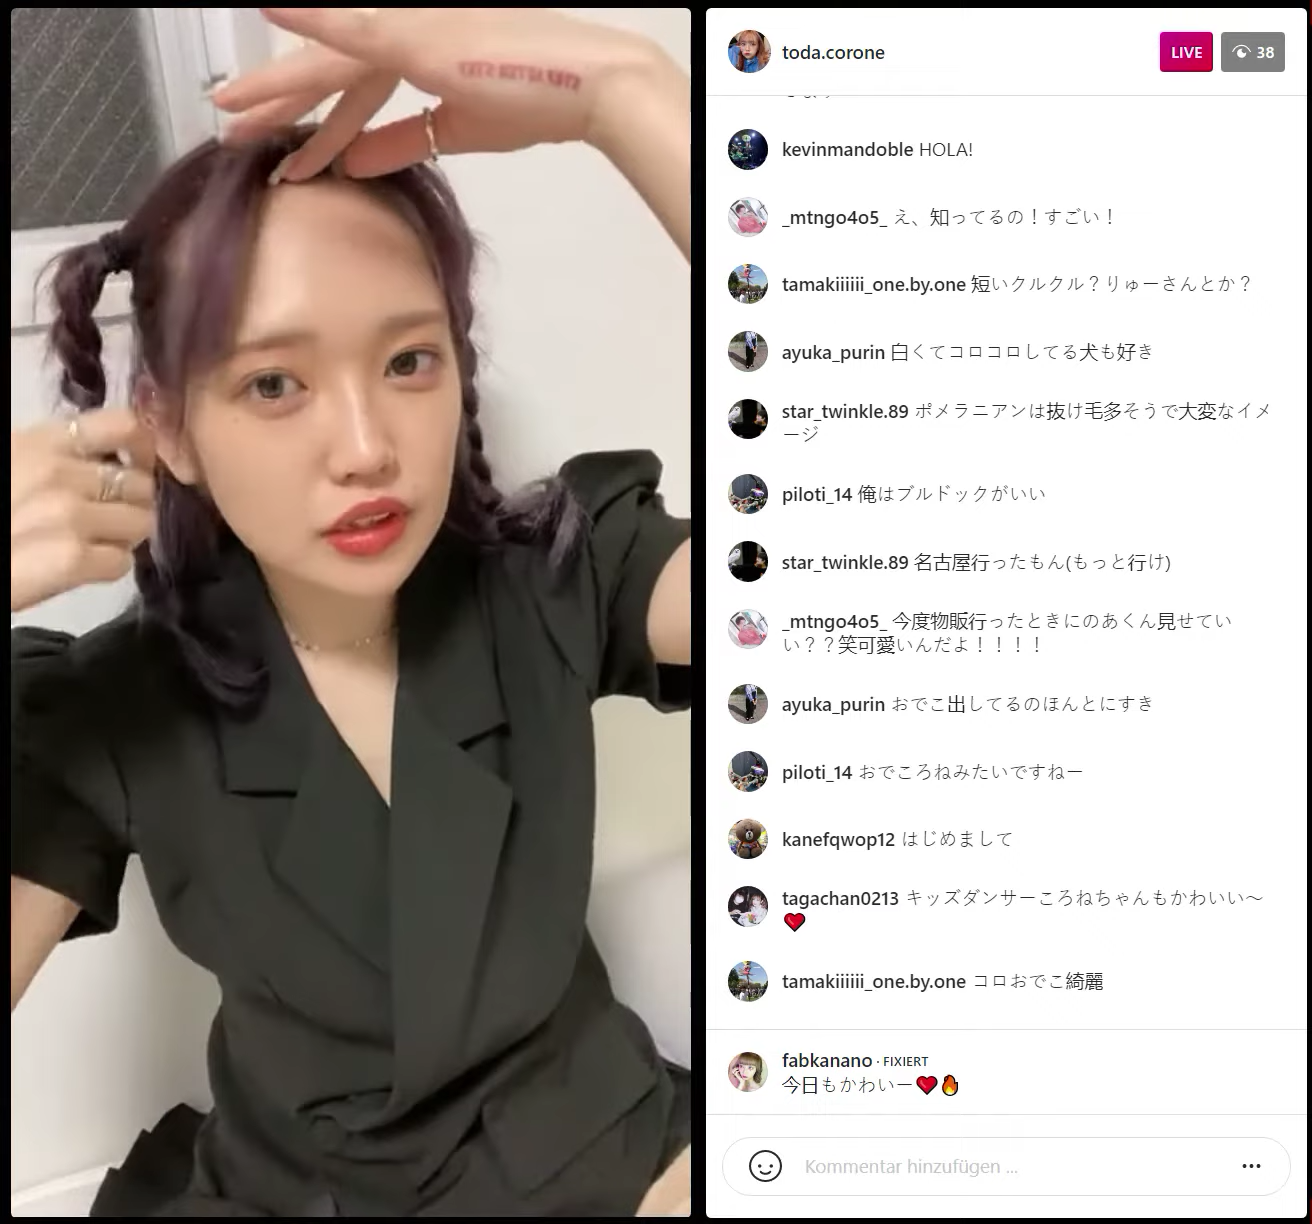 toda.corone
LIVE
38
kevinmandoble HOLA!
_mtngo4o5_ え、知ってるの！すごい！
tamakiiiiiii_one.by.one 短いクルクル？りゅーさんとか？
ayuka_purin 白くてコロコロしてる犬も好き
star_twinkle.89 ポメラニアンは抜け毛多そうで大変なイメ
ージ
piloti_14 俺はブルドックがいい
star_twinkle.89 名古屋行ったもん(もっと行け)
_mtngo4o5_ 今度物販行ったときにのあくん見せてい
い？？笑可愛いんだよ！！！！
ayuka_purin おでこ出してるのほんとにすき
piloti_14 おでころねみたいですねー
kanefqwop12 はじめまして
tagachan0213 キッズダンサーころねちゃんもかわいい〜
❤️
tamakiiiiiii_one.by.one コロおでこ綺麗
fabkanano · FIXIERT
今日もかわいー❤️🔥
Kommentar hinzufügen ...